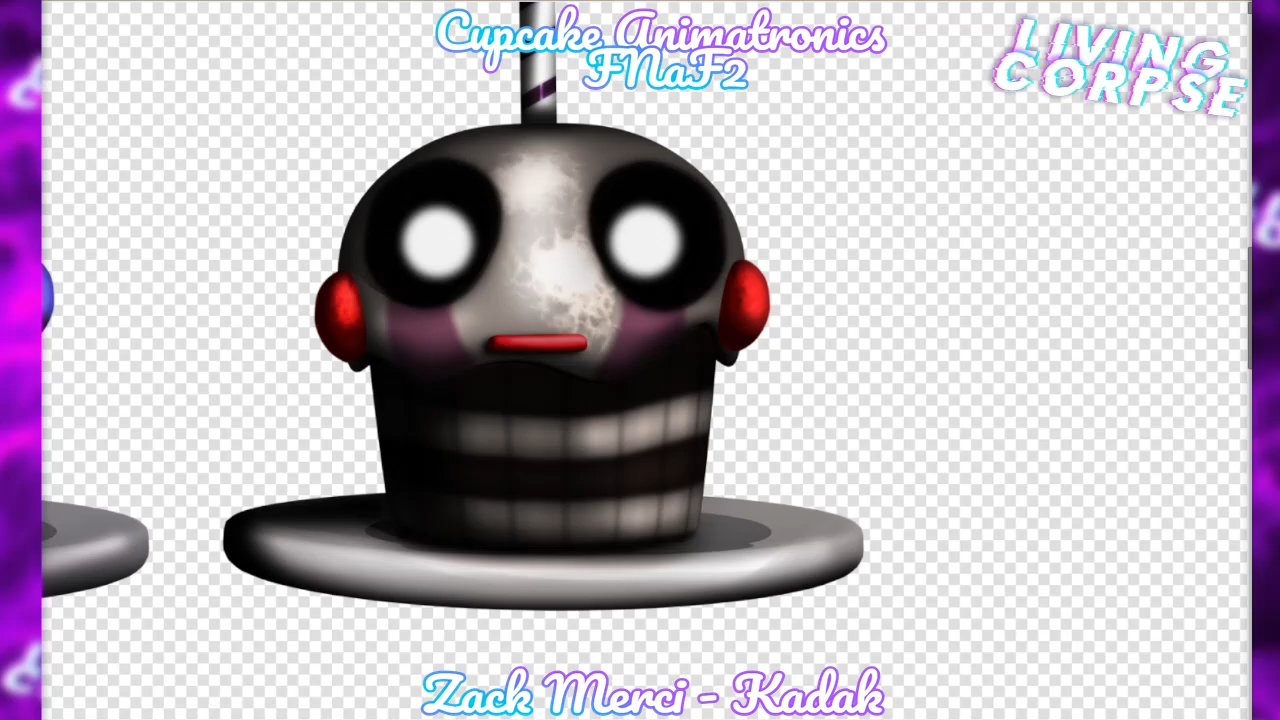 Cupcake Animatronics
FNaF2
LIVING
CORPSE
Zack Merci - Kadak